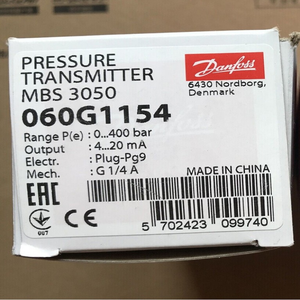 PRESSURE
TRANSMITTER
MBS 3050
060G1154
Range P(e) : 0...400 bar
Output : 4...20 mA
Electr. : Plug-Pg9
Mech. : G 1/4 A
Danfoss
6430 Nordborg,
Denmark
MADE IN CHINA
EAC
007
5 702423 099740